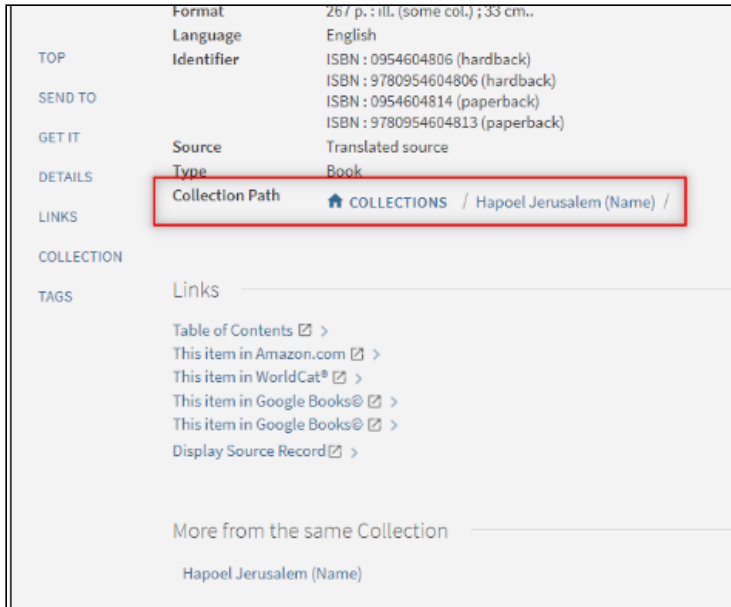 Format 267 p. : ill. (some col.) ; 33 cm..
Language English
TOP
Identifier ISBN : 0954604806 (hardback)
ISBN : 9780954604806 (hardback)
SEND TO
ISBN : 0954604814 (paperback)
ISBN : 9780954604813 (paperback)
GET IT
Source Translated source
DETAILS
Type Book
Collection Path COLLECTIONS / Hapoel Jerusalem (Name) /
LINKS
COLLECTION
TAGS
Links
Table of Contents
This item in Amazon.com
This item in WorldCat®
This item in Google Books©
This item in Google Books©
Display Source Record
More from the same Collection
Hapoel Jerusalem (Name)